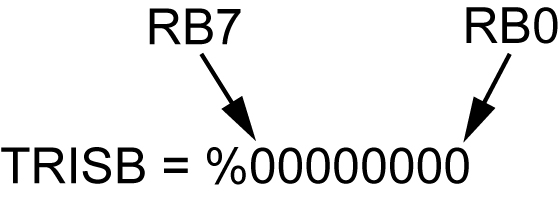 RB7 RB0
TRISB = %00000000